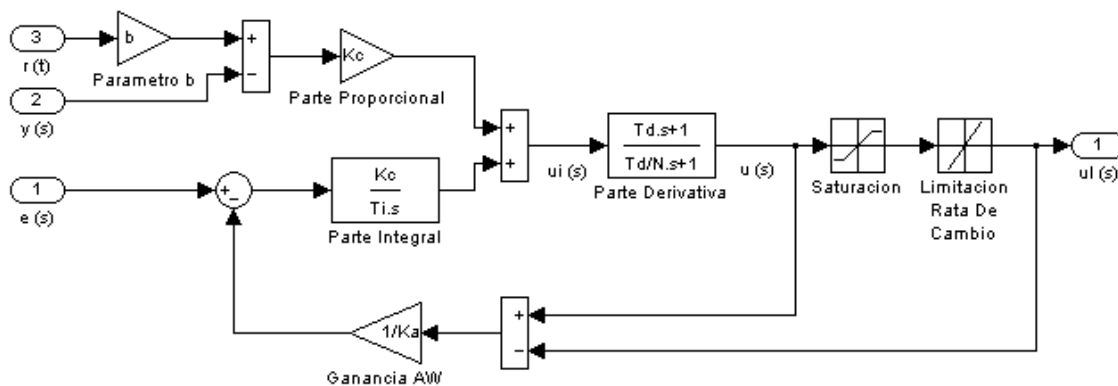 3
r (t)
b
Parametro b
+
−
Kc
Parte Proporcional
2
y (s)
1
e (s)
+
−
Kc
Ti.s
Parte Integral
+
+
ui (s)
Td.s+1
Td/N.s+1
Parte Derivativa
u (s)
Saturacion
Limitacion
Rata De
Cambio
1
ul (s)
+
−
1/Ka
Ganancia AW